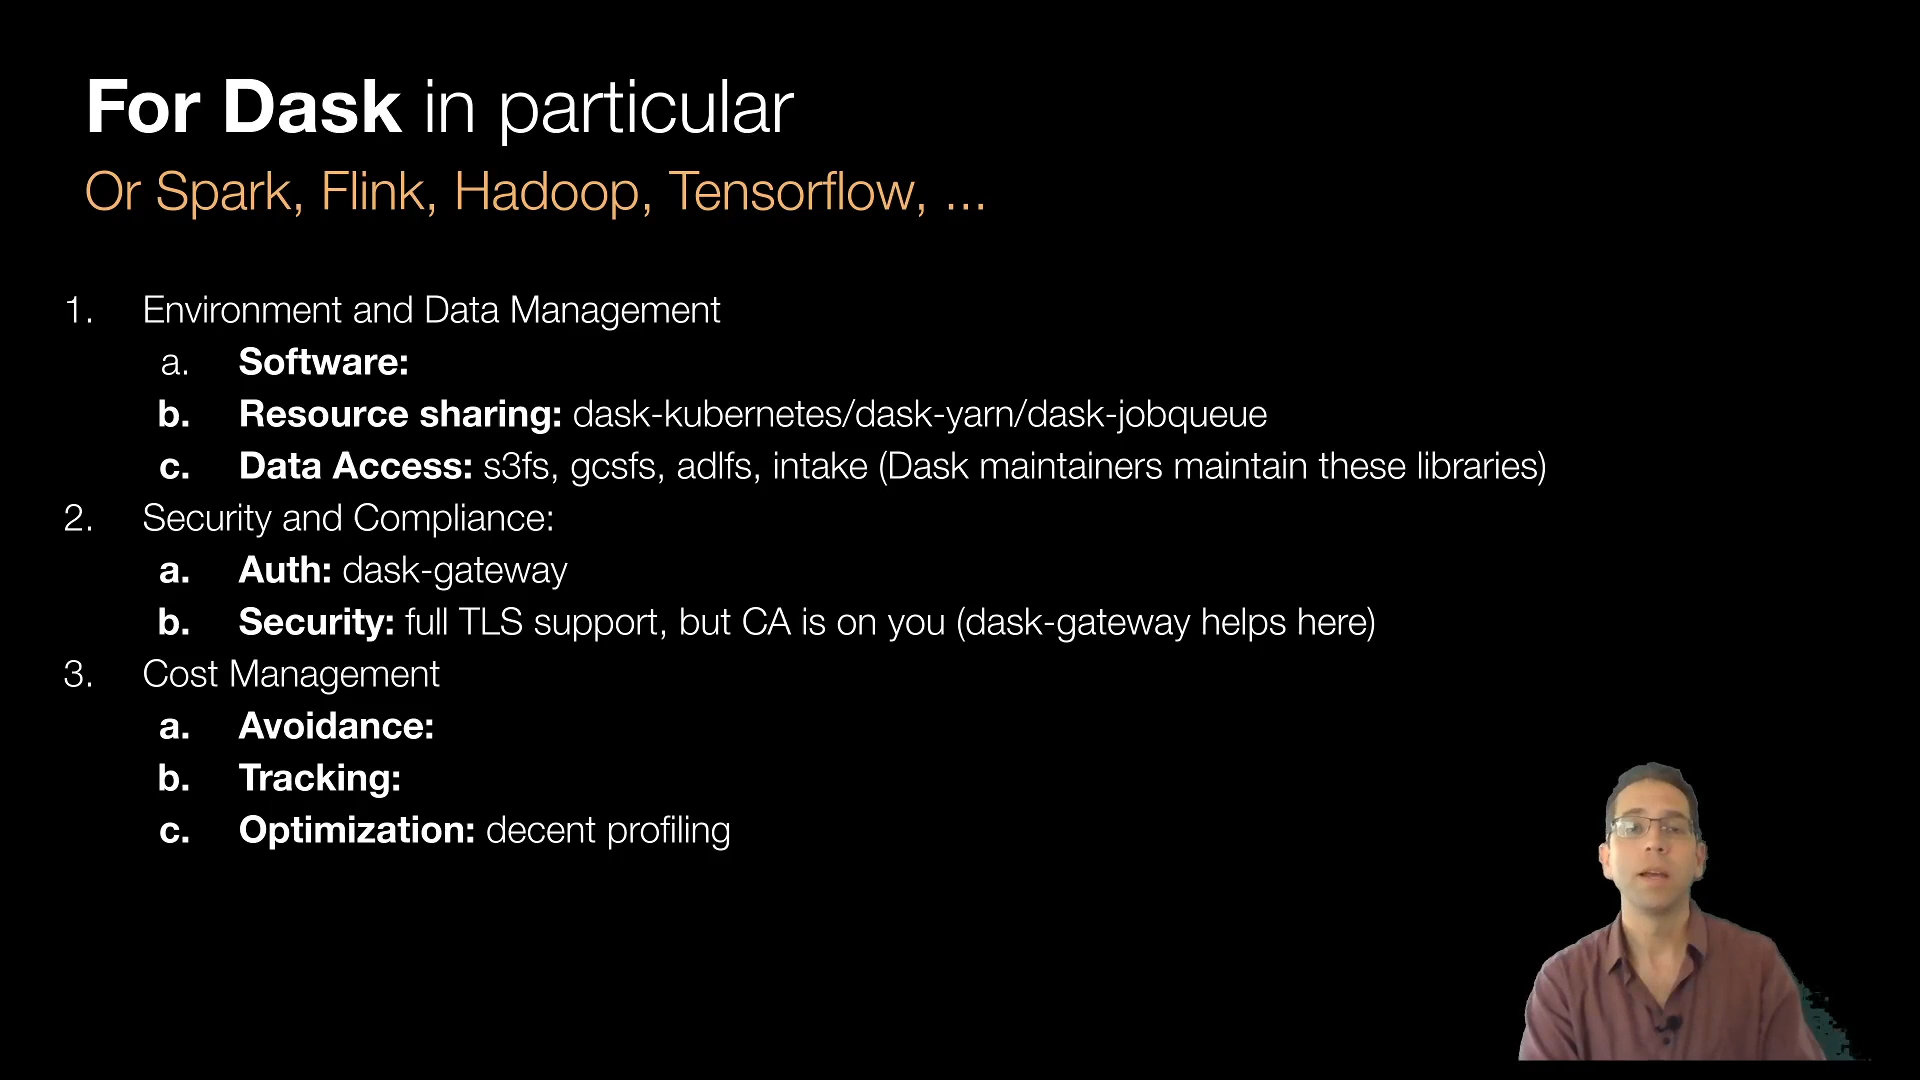 For Dask in particular
Or Spark, Flink, Hadoop, Tensorflow, ...
1. Environment and Data Management
a. Software:
b. Resource sharing: dask-kubernetes/dask-yarn/dask-jobqueue
c. Data Access: s3fs, gcsfs, adlfs, intake (Dask maintainers maintain these libraries)
2. Security and Compliance:
a. Auth: dask-gateway
b. Security: full TLS support, but CA is on you (dask-gateway helps here)
3. Cost Management
a. Avoidance:
b. Tracking:
c. Optimization: decent profiling